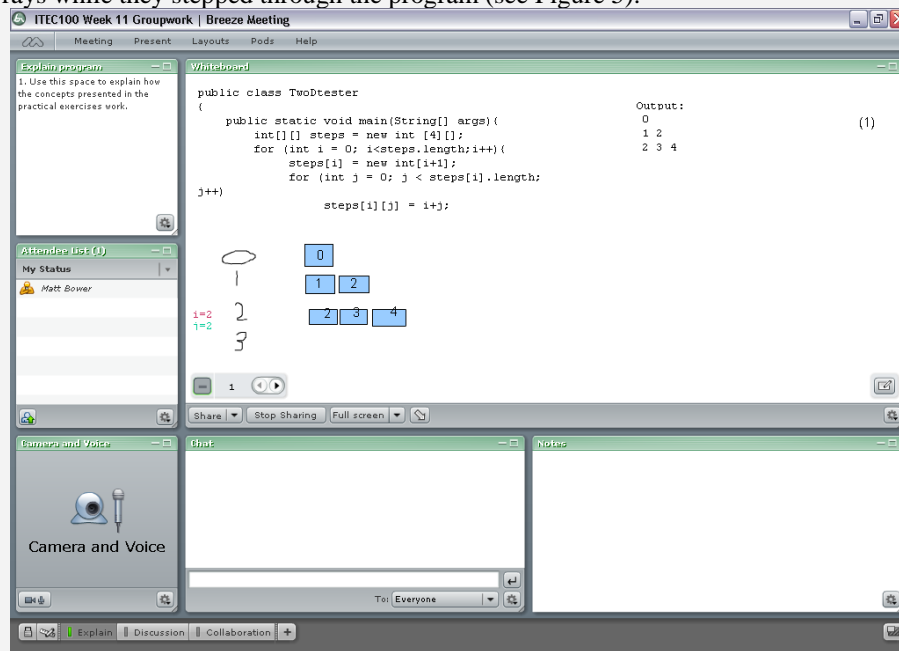 rays while they stepped through the program (see Figure 3).
ITEC100 Week 11 Groupwork | Breeze Meeting
Meeting Present Layouts Pods Help
Explain program
1. Use this space to explain how
the concepts presented in the
practical exercises work.
Whiteboard
public class TwoDtester
{
public static void main(String[] args){
int[][] steps = new int [4][];
for (int i = 0; i<steps.length;i++){
steps[i] = new int[i+1];
for (int j = 0; j < steps[i].length;
j++)
steps[i][j] = i+j;
Output:
0
1 2
2 3 4
(1)
0 0
1 1 2
i=2 2 2 3 4
j=2
3
1
Share Stop Sharing Full screen
Attendee List (1)
My Status
Matt Bower
Camera and Voice
Camera and Voice
Chat
To: Everyone
Notes
Explain Discussion Collaboration +